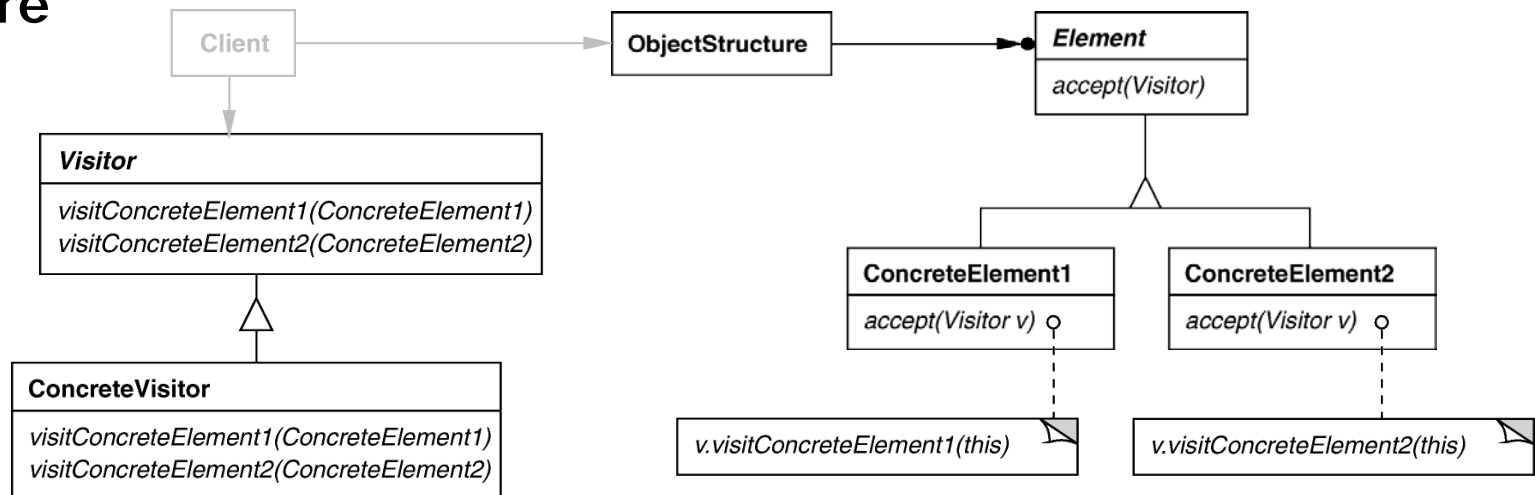 re
Client
ObjectStructure
Element
accept(Visitor)
Visitor
visitConcreteElement1(ConcreteElement1)
visitConcreteElement2(ConcreteElement2)
ConcreteElement1
accept(Visitor v)
ConcreteElement2
accept(Visitor v)
ConcreteVisitor
visitConcreteElement1(ConcreteElement1)
visitConcreteElement2(ConcreteElement2)
v.visitConcreteElement1(this)
v.visitConcreteElement2(this)